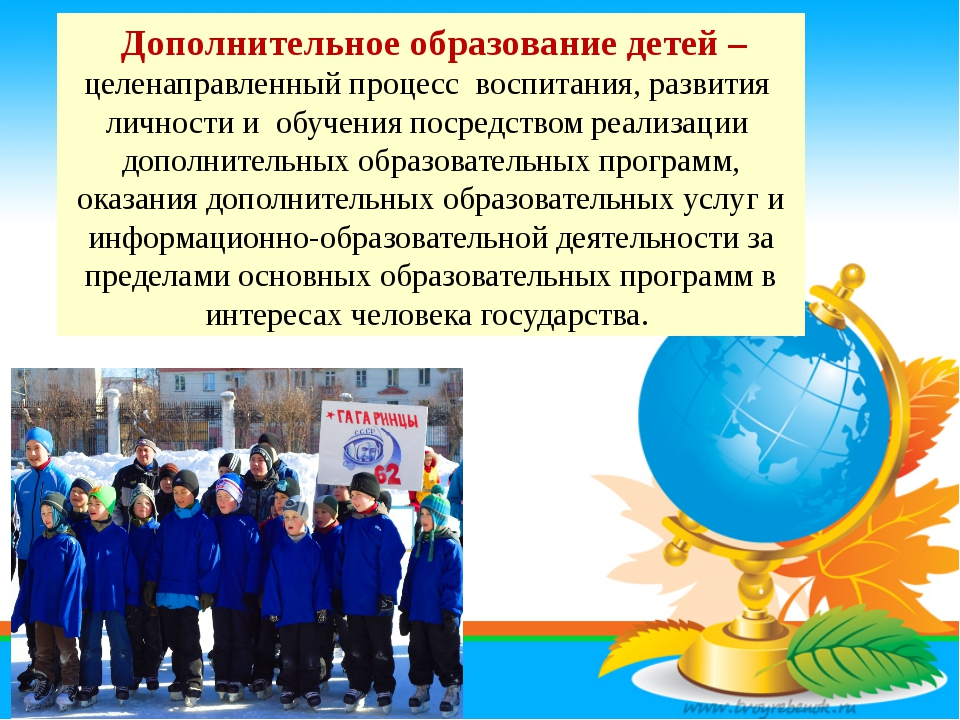 Дополнительное образование детей –
целенаправленный процесс воспитания, развития
личности и обучения посредством реализации
дополнительных образовательных программ,
оказания дополнительных образовательных услуг и
информационно-образовательной деятельности за
пределами основных образовательных программ в
интересах человека государства.
★ГАГАРИНЦЫ
СССР
62
www.tvoyrebenok.ru